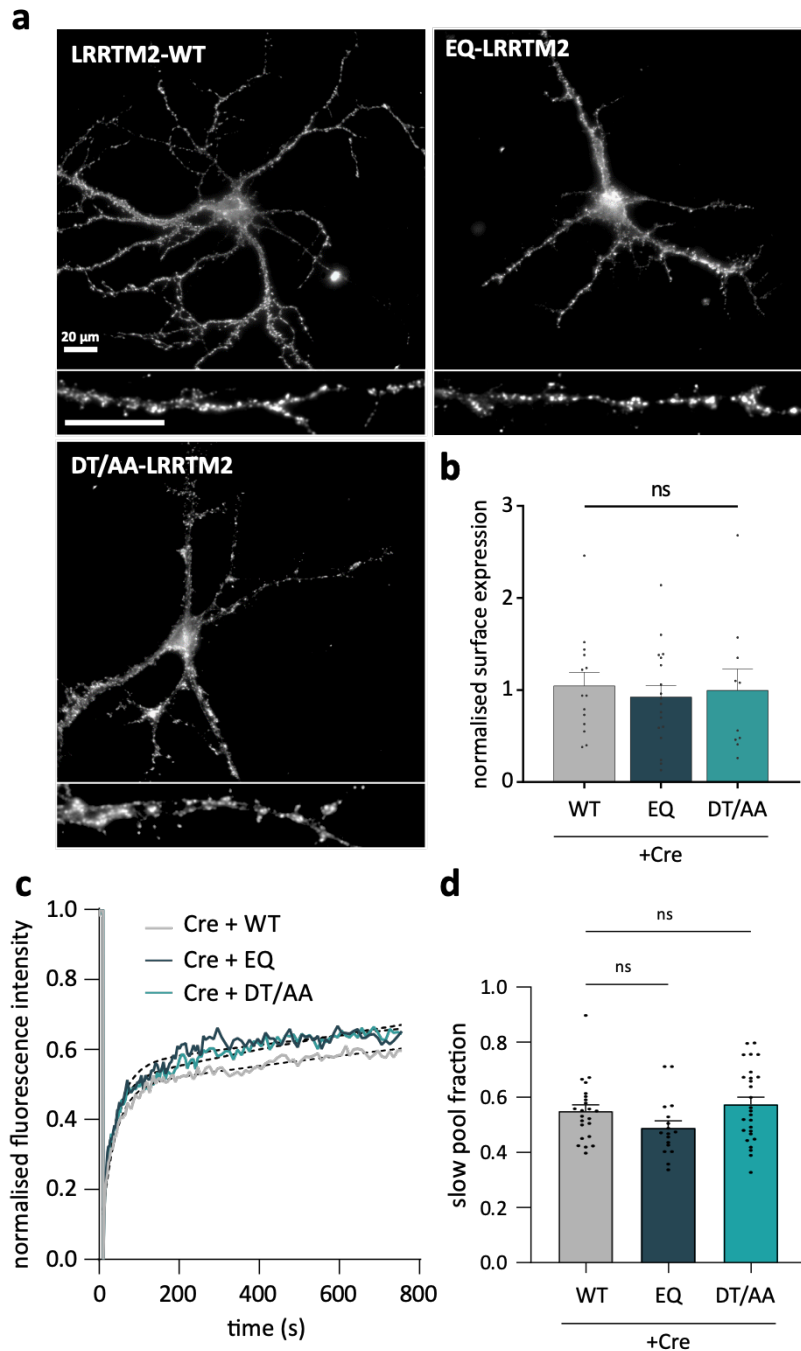 a
LRRTM2-WT
EQ-LRRTM2
20 µm
DT/AA-LRRTM2
b
ns
3
2
1
0
normalised surface expression
WT EQ DT/AA
+Cre
c
1.0
0.8
0.6
0.4
0.2
0.0
normalised fluorescence intensity
Cre + WT
Cre + EQ
Cre + DT/AA
0 200 400 600 800
time (s)
d
ns
ns
1.0
0.8
0.6
0.4
0.2
0.0
slow pool fraction
WT EQ DT/AA
+Cre